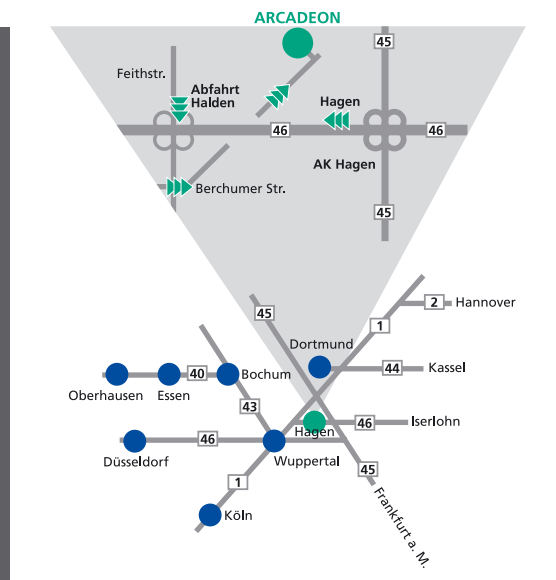 ARCADEON
45
Feithstr.
Abfahrt
Halden
Hagen
46
46
AK Hagen
Berchumer Str.
45
2
Hannover
45
1
Dortmund
44
Kassel
40
Bochum
Oberhausen
Essen
43
46
Iserlohn
Hagen
46
Düsseldorf
Wuppertal
45
1
Frankfurt a. M.
Köln